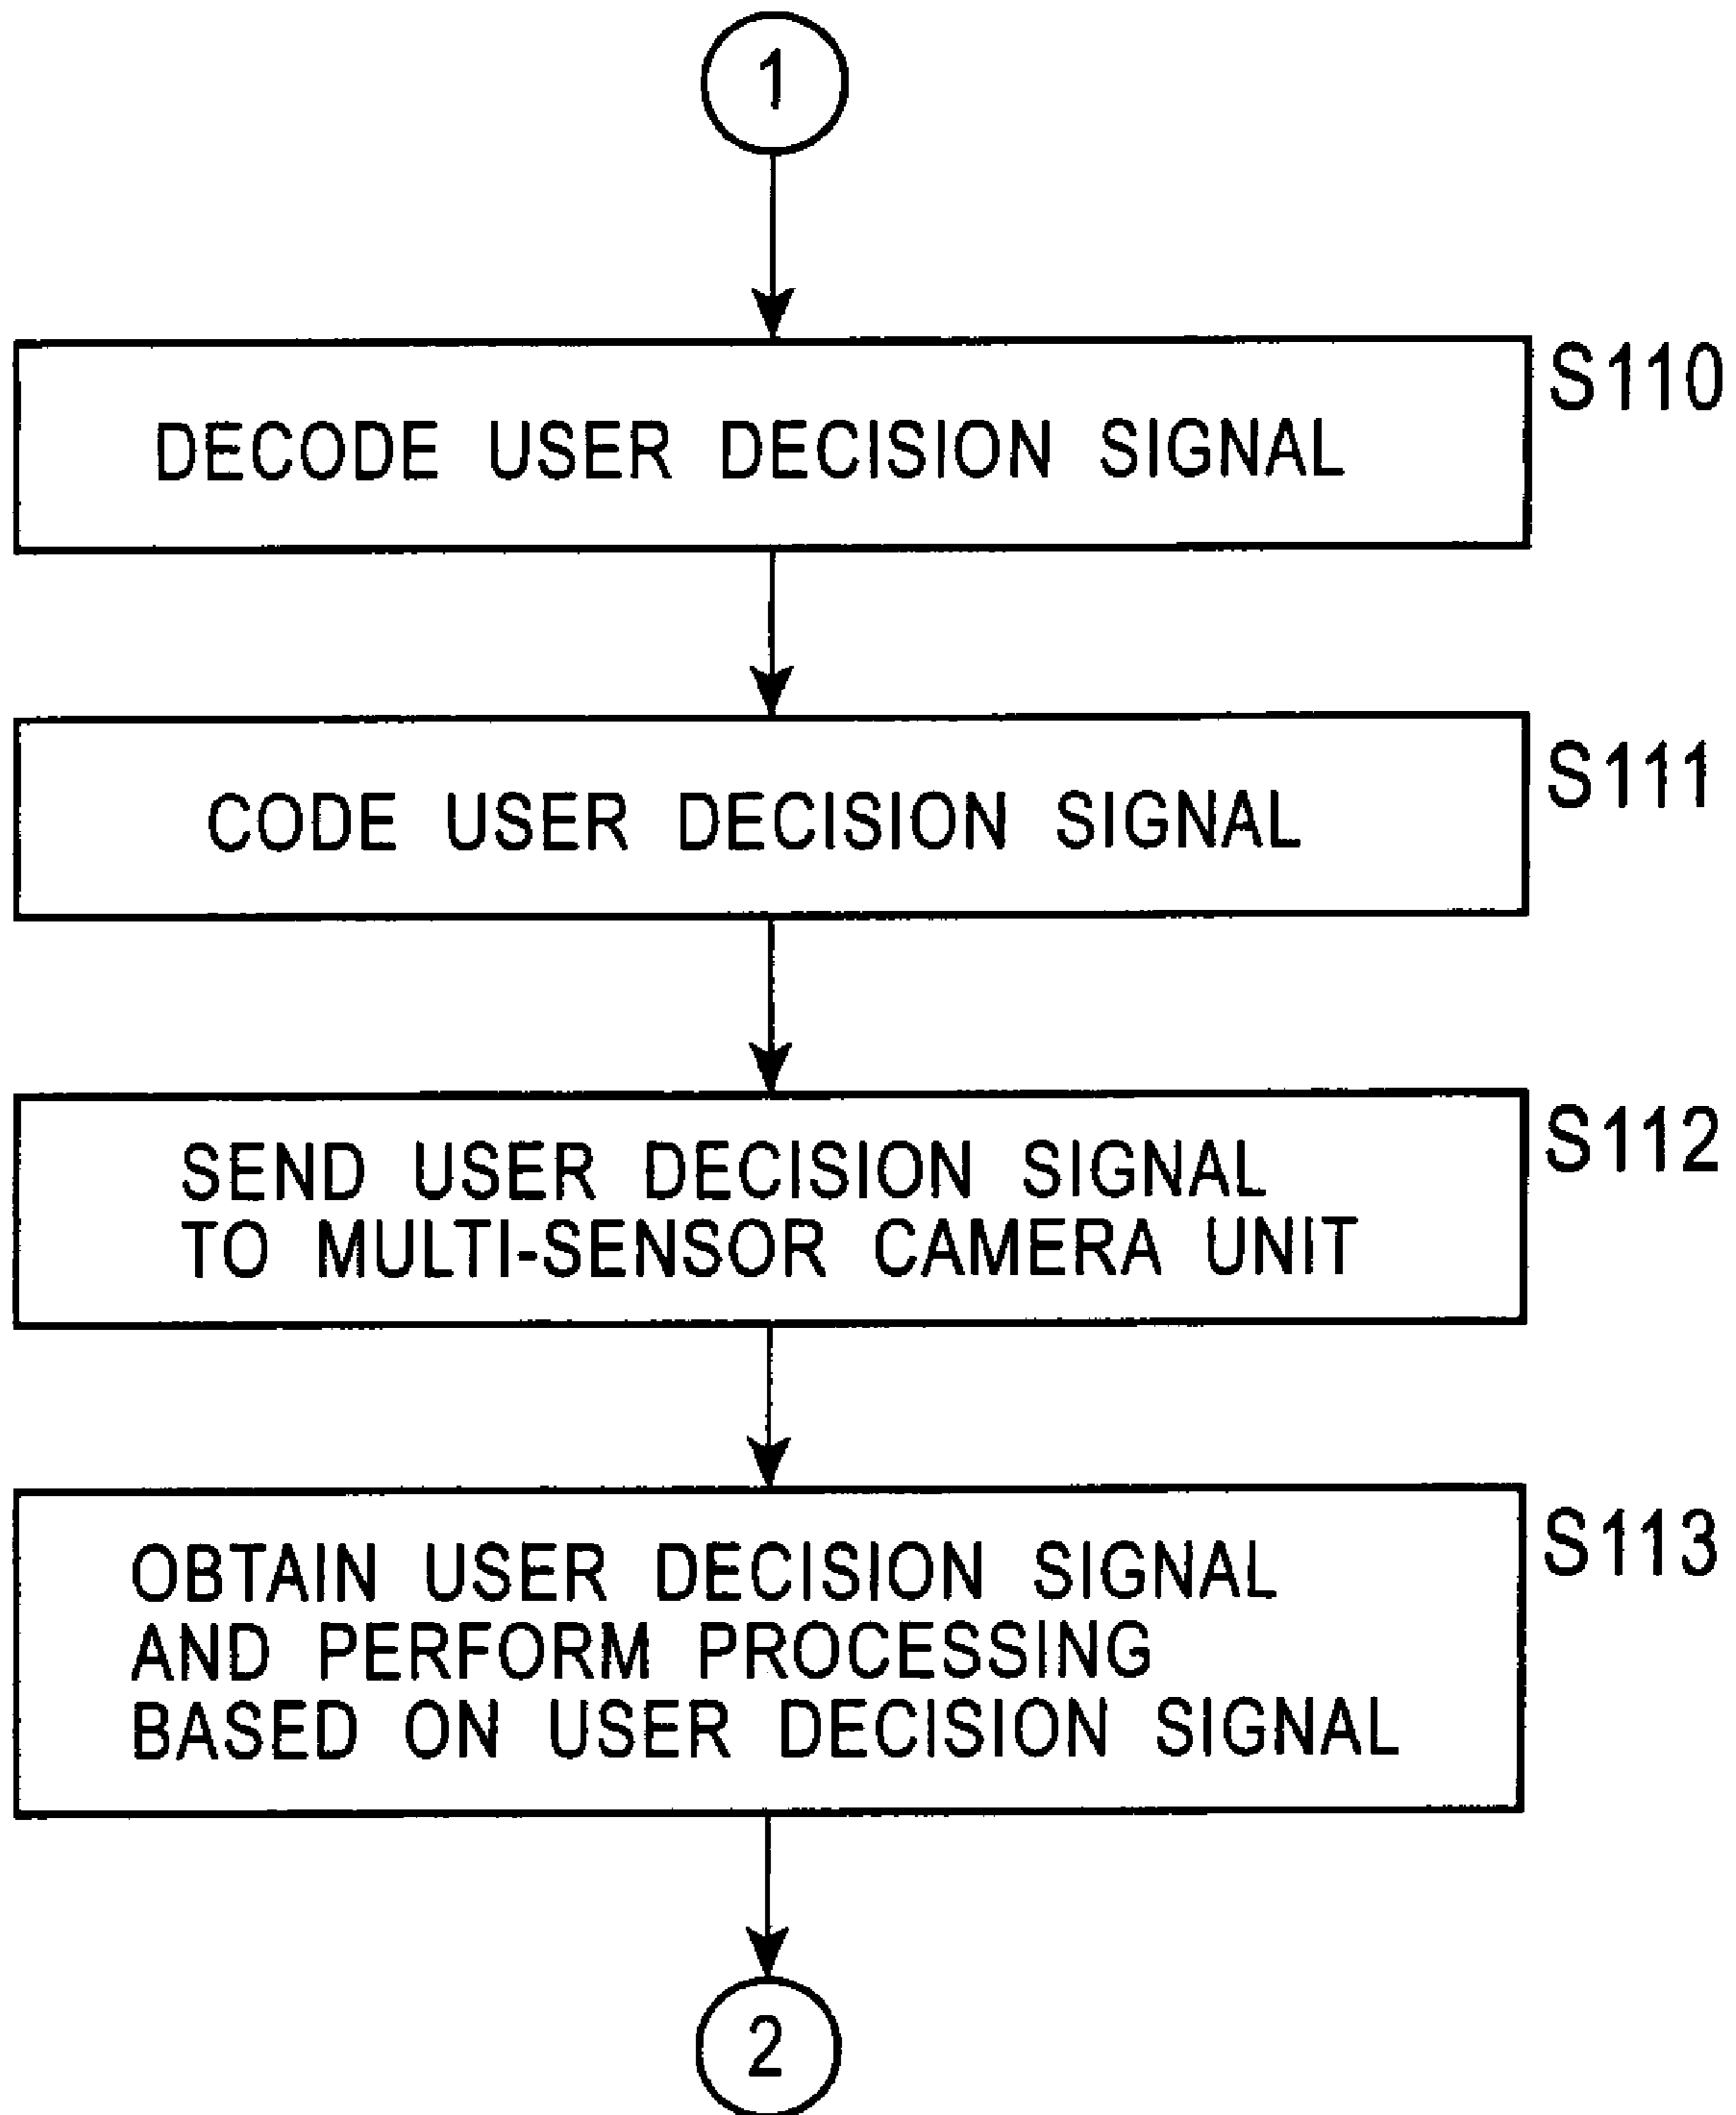 1
S110
DECODE USER DECISION SIGNAL
S111
CODE USER DECISION SIGNAL
S112
SEND USER DECISION SIGNAL
TO MULTI-SENSOR CAMERA UNIT
S113
OBTAIN USER DECISION SIGNAL
AND PERFORM PROCESSING
BASED ON USER DECISION SIGNAL
2